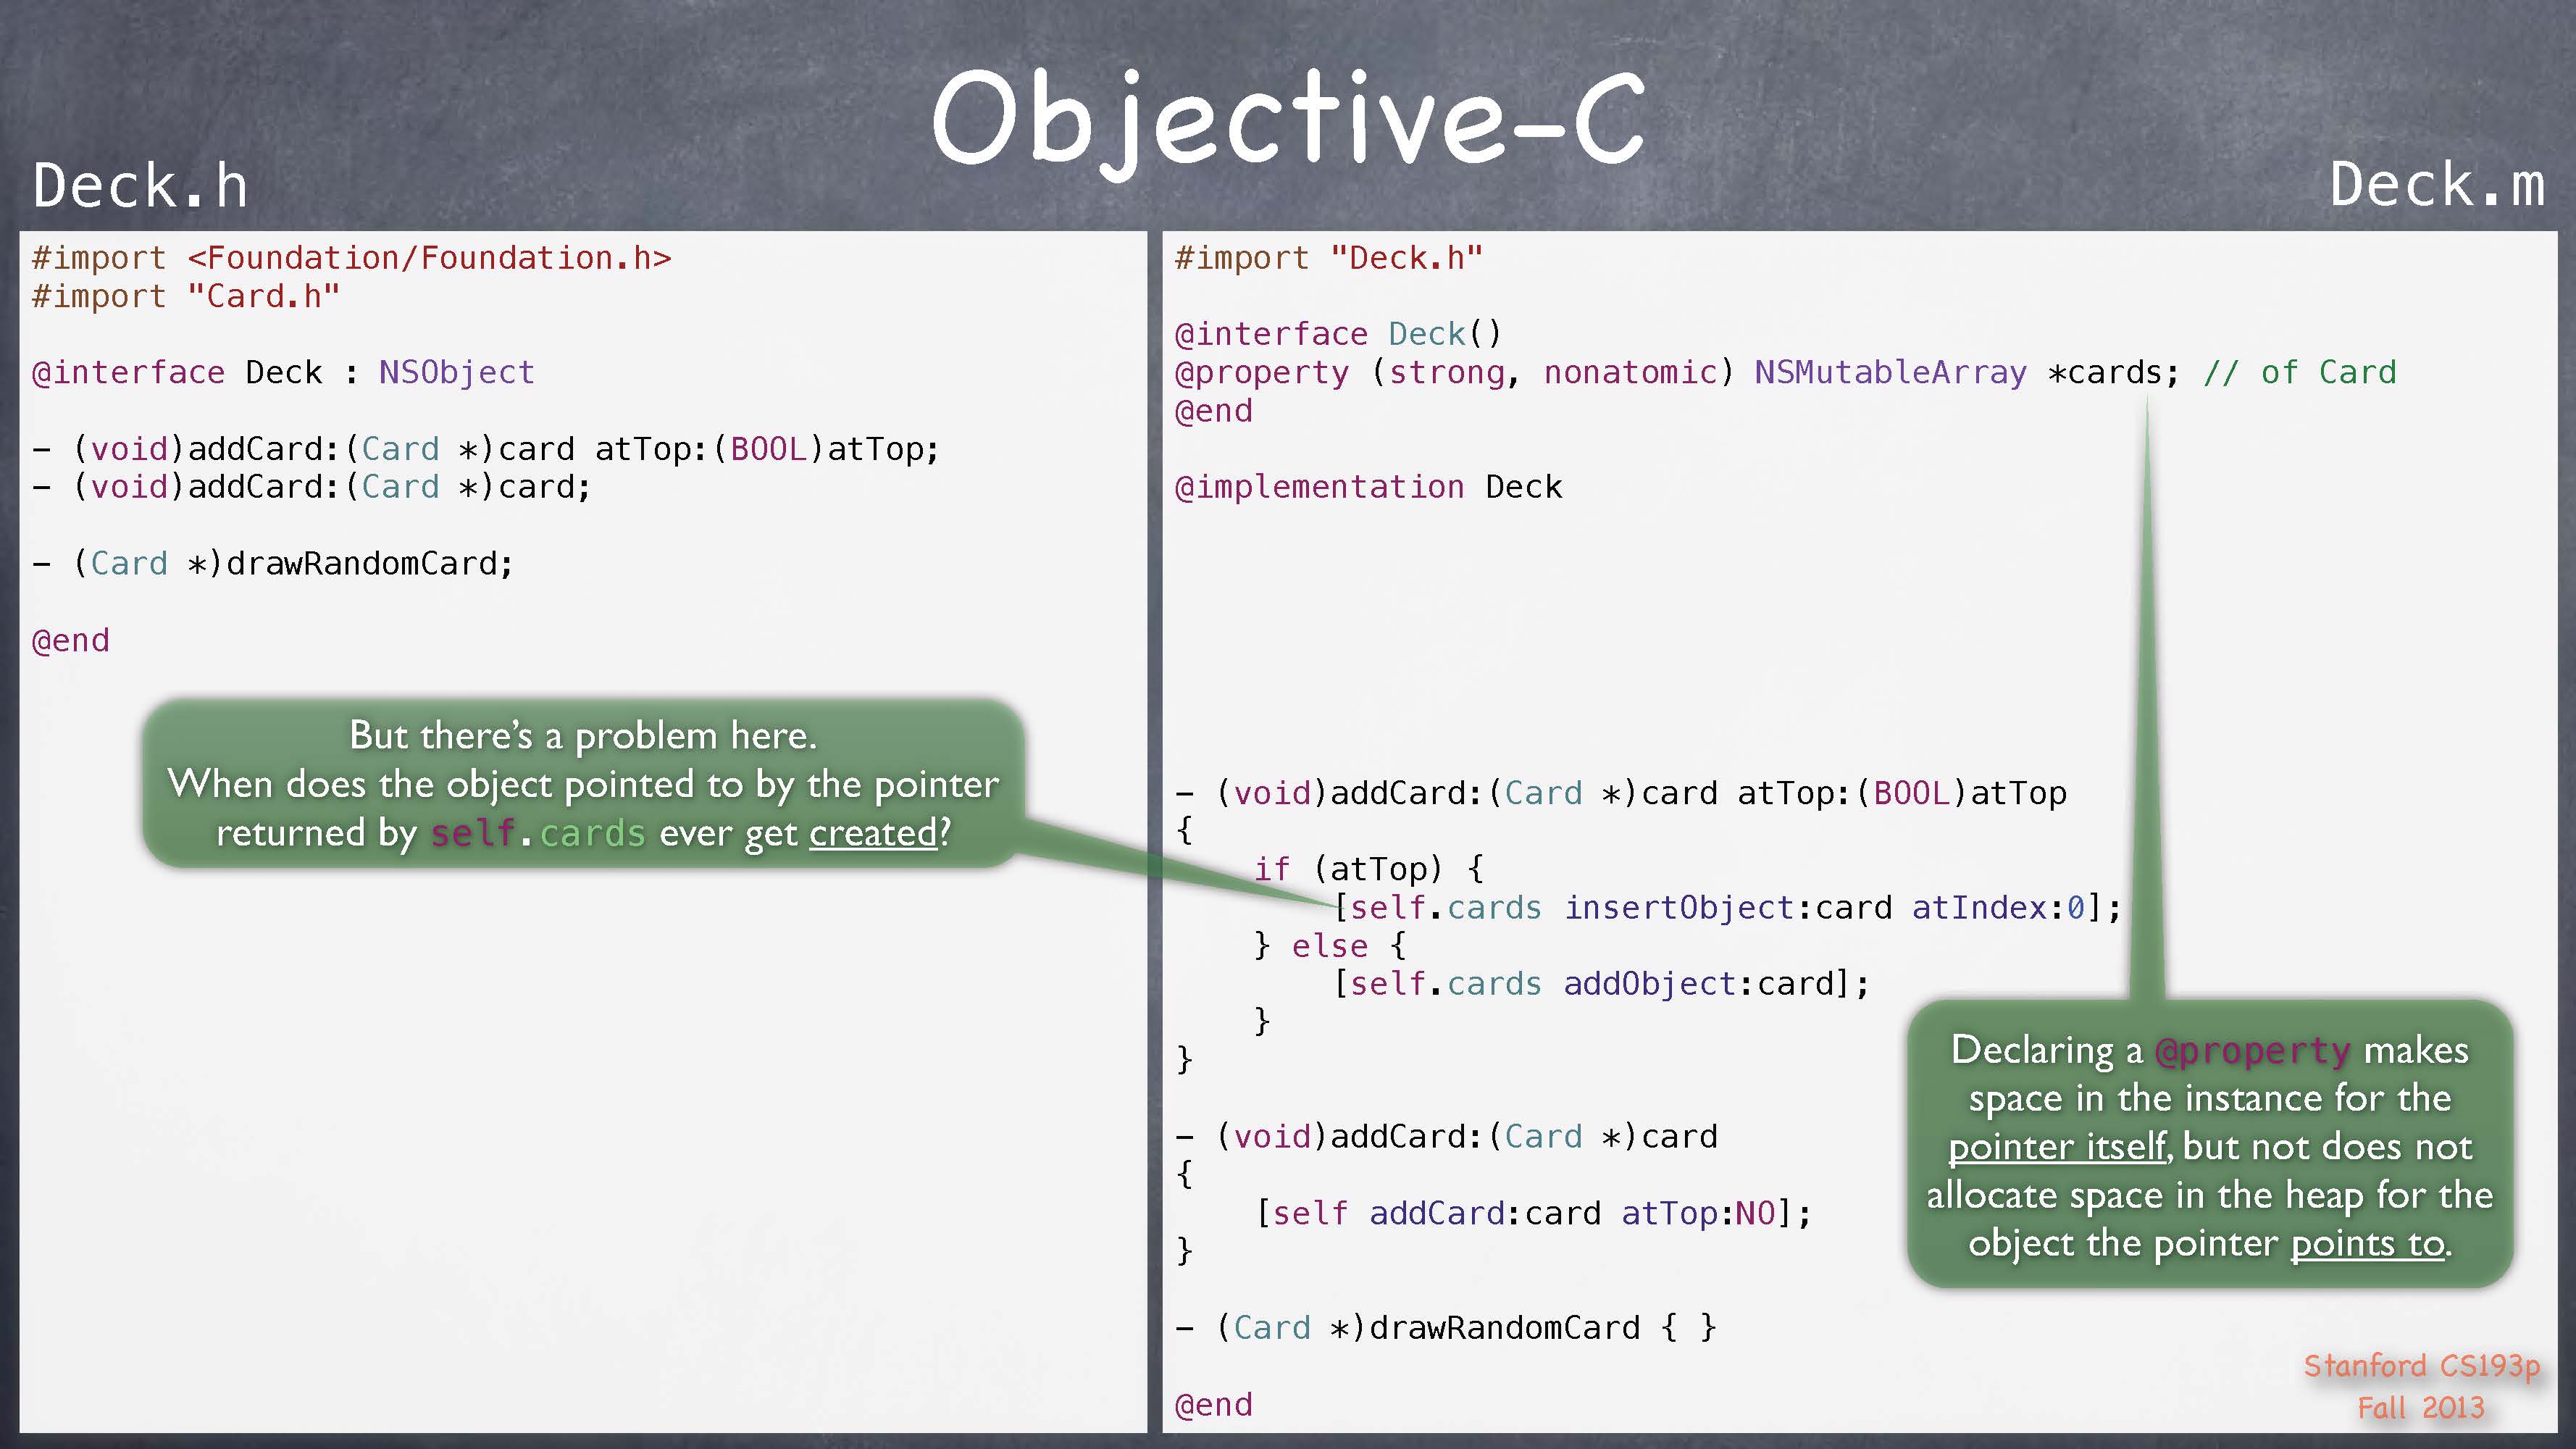 Objective-C
Deck.h
#import <Foundation/Foundation.h>
#import "Card.h"
@interface Deck : NSObject
- (void)addCard:(Card *)card atTop:(BOOL)atTop;
- (void)addCard:(Card *)card;
- (Card *)drawRandomCard;
@end
But there's a problem here.
When does the object pointed to by the pointer
returned by self.cards ever get created?
Deck.m
#import "Deck.h"
@interface Deck()
@property (strong, nonatomic) NSMutableArray *cards; // of Card
@end
@implementation Deck
- (void)addCard:(Card *)card atTop:(BOOL)atTop
{
    if (atTop) {
        [self.cards insertObject:card atIndex:0];
    } else {
        [self.cards addObject:card];
    }
}
- (void)addCard:(Card *)card
{
    [self addCard:card atTop:NO];
}
- (Card *)drawRandomCard { }
@end
Declaring a @property makes
space in the instance for the
pointer itself, but not does not
allocate space in the heap for the
object the pointer points to.
Stanford CS193p
Fall 2013